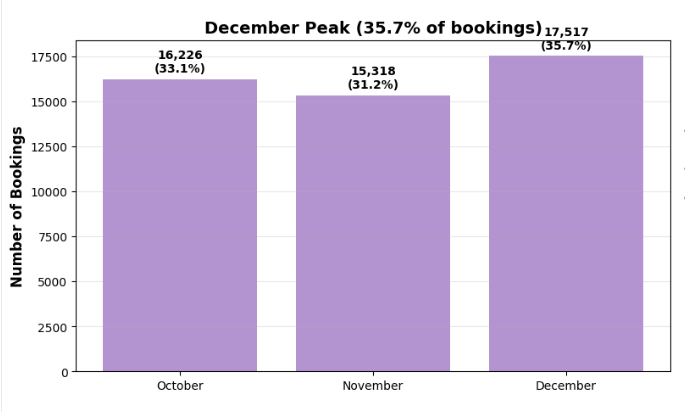 December Peak (35.7% of bookings)
17,517
(35.7%)
16,226
(33.1%)
15,318
(31.2%)
Number of Bookings
17500
15000
12500
10000
7500
5000
2500
0
October
November
December